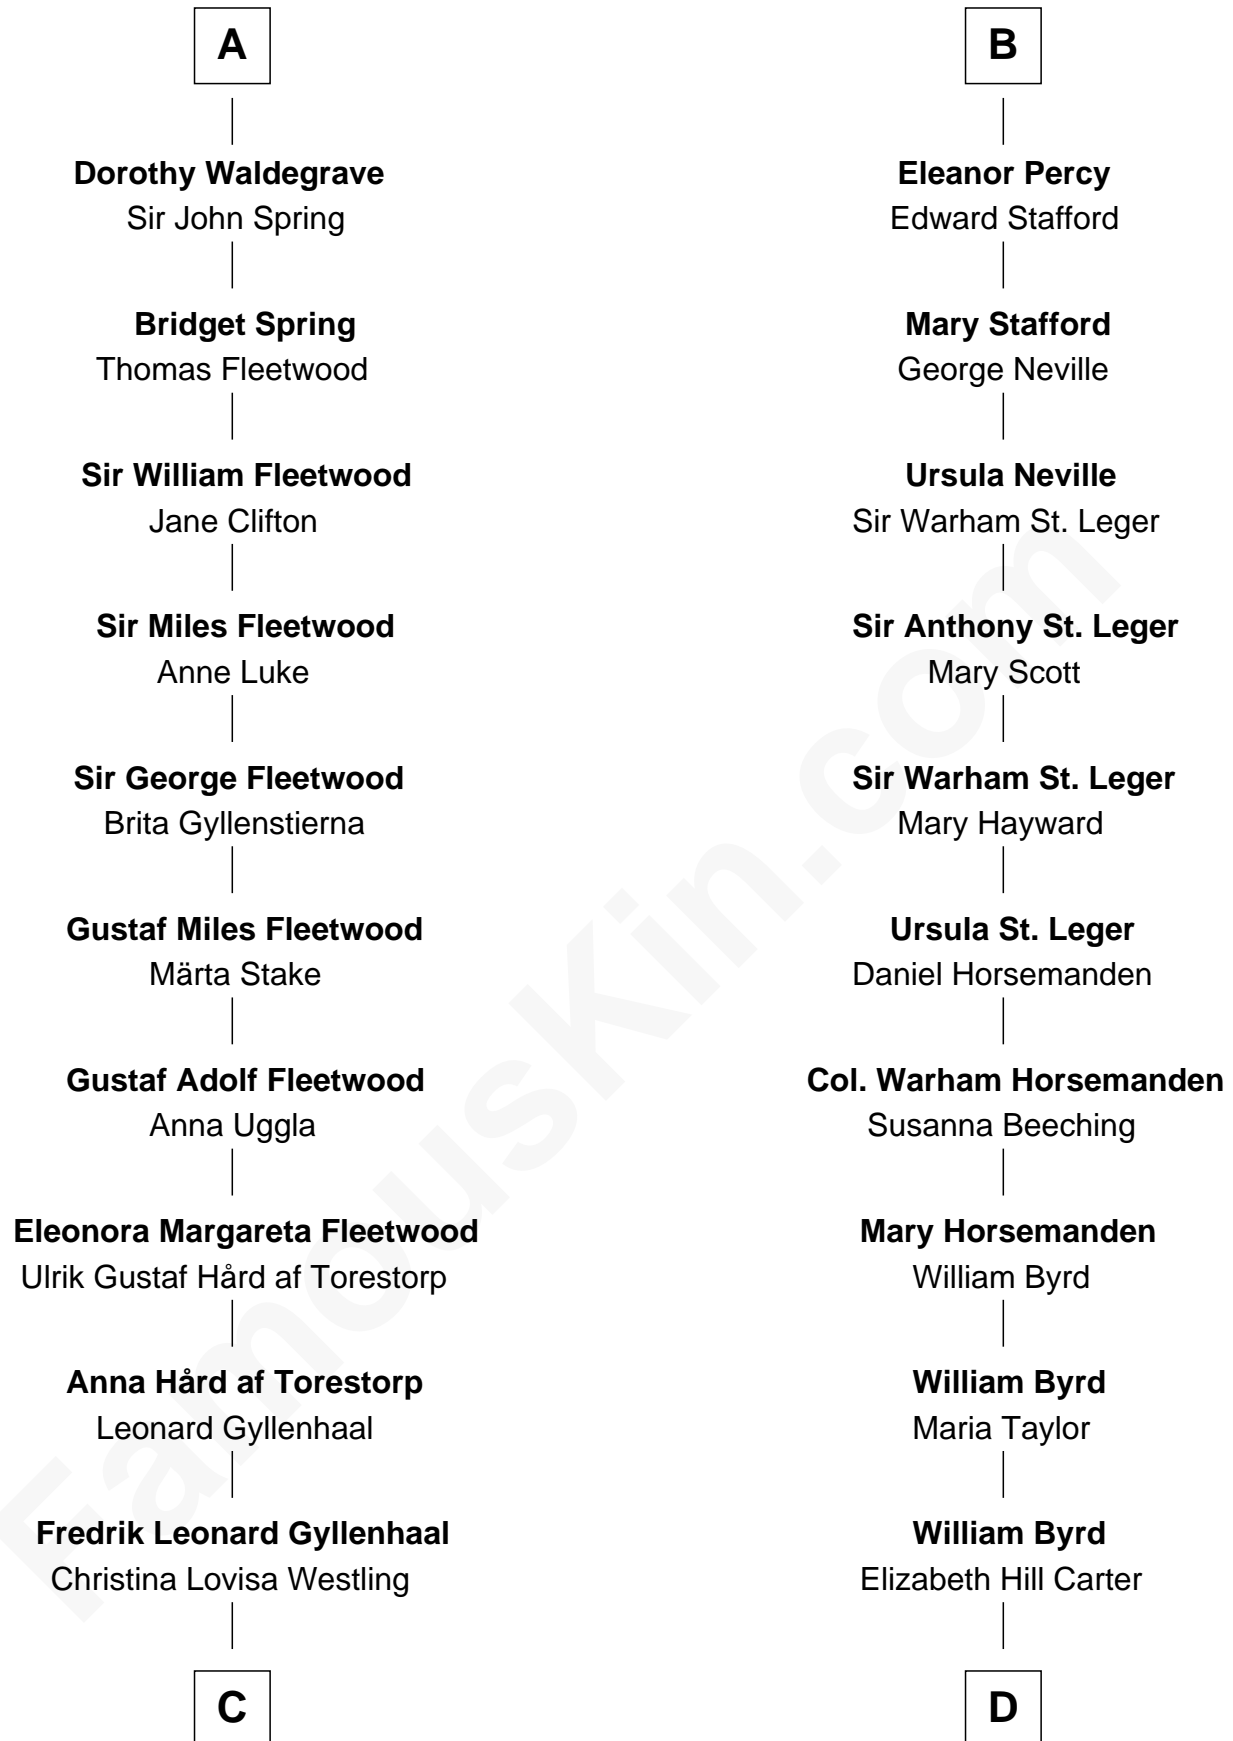 A
Dorothy Waldegrave
Sir John Spring
Bridget Spring
Thomas Fleetwood
Sir William Fleetwood
Jane Clifton
Sir Miles Fleetwood
Anne Luke
Sir George Fleetwood
Brita Gyllenstierna
Gustaf Miles Fleetwood
Märta Stake
Gustaf Adolf Fleetwood
Anna Uggla
Eleonora Margareta Fleetwood
Ulrik Gustaf Hård af Torestorp
Anna Hård af Torestorp
Leonard Gyllenhaal
Fredrik Leonard Gyllenhaal
Christina Lovisa Westling
C
B
Eleanor Percy
Edward Stafford
Mary Stafford
George Neville
Ursula Neville
Sir Warham St. Leger
Sir Anthony St. Leger
Mary Scott
Sir Warham St. Leger
Mary Hayward
Ursula St. Leger
Daniel Horsemanden
Col. Warham Horsemanden
Susanna Beeching
Mary Horsemanden
William Byrd
William Byrd
Maria Taylor
William Byrd
Elizabeth Hill Carter
D
FamousKin.com